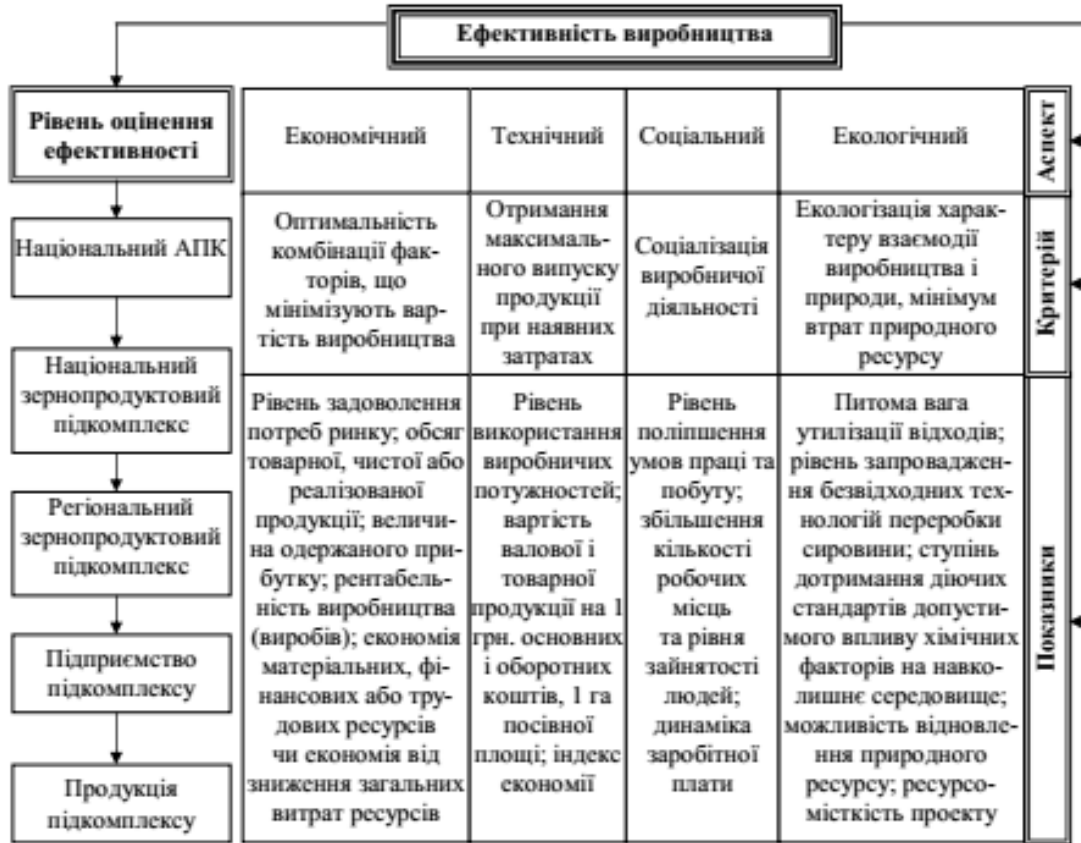 Ефективність виробництва
Рівень оцінення
ефективності
Національний АПК
Національний
зернопродуктовий
підкомплекс
Регіональний
зернопродуктовий
підкомплекс
Підприємство
підкомплексу
Продукція
підкомплексу
Економічний
Технічний
Соціальний
Екологічний
Аспект
Оптимальність
комбінації фак-
торів, що
мінімізують вар-
тість виробництва
Отримання
максималь-
ного випуску
продукції
при наявних
затратах
Соціалізація
виробничої
діяльності
Екологізація харак-
теру взаємодії
виробництва і
природи, мінімум
втрат природного
ресурсу
Критерій
Рівень задоволення
потреб ринку; обсяг
товарної, чистої або
реалізованої
продукції; величи-
на одержаного при-
бутку; рентабель-
ність виробництва
(виробів); економія
матеріальних, фі-
нансових або тру-
дових ресурсів
чи економія від
зниження загальних
витрат ресурсів
Рівень
використання
виробничих
потужностей;
вартість
валової і
товарної
продукції на 1
грн. основних
і оборотних
коштів, 1 га
посівної
площі; індекс
економії
Рівень
поліпшення
умов праці та
побуту;
збільшення
кількості
робочих
місць
та рівня
зайнятості
людей;
динаміка
заробітної
плати
Питома вага
утилізації відходів;
рівень запроваджен-
ня безвідходних тех-
нологій переробки
сировини; ступінь
дотримання діючих
стандартів допусти-
мого впливу хімічних
факторів на навко-
лишнє середовище;
можливість відновле-
ння природного
ресурсу; ресурсо-
місткість проекту
Показники